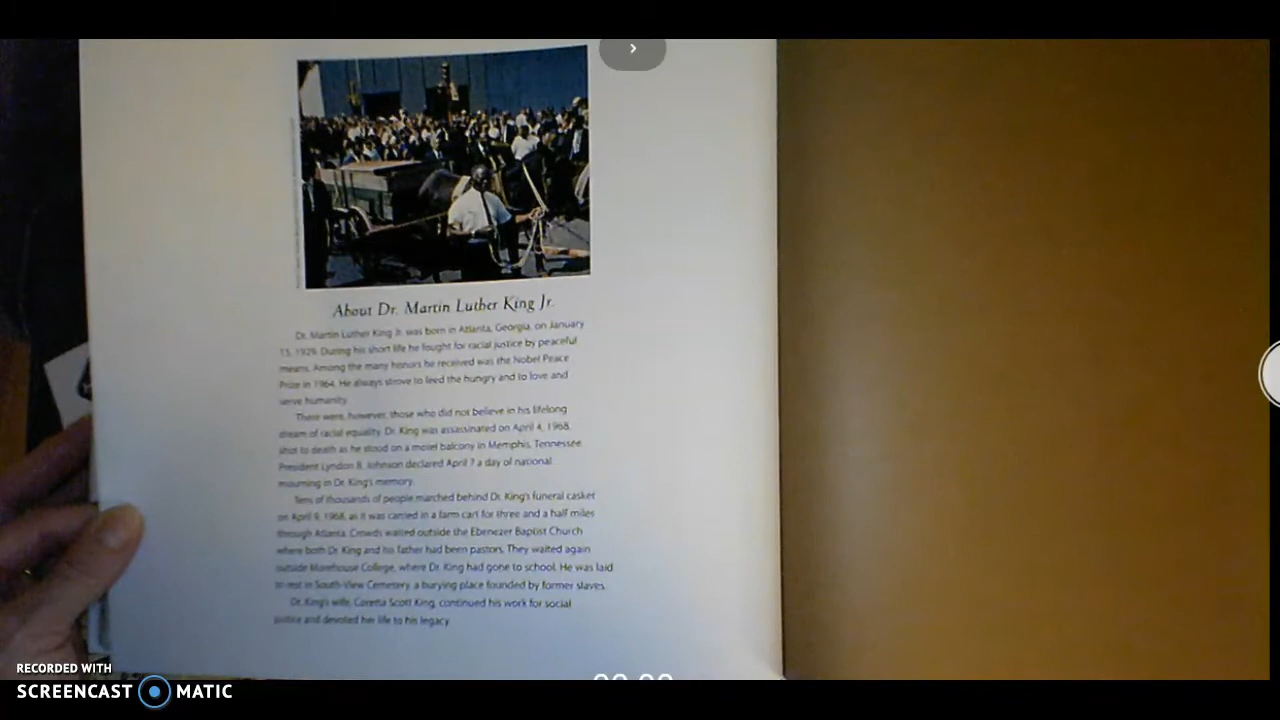 About Dr. Martin Luther King Jr.
Dr. Martin Luther King Jr. was born in Atlanta, Georgia, on January
15, 1929. During his short life he fought for racial justice by peaceful
means. Among the many honors he received was the Nobel Peace
Prize in 1964. He always strove to feed the hungry and to love and
serve humanity.
There were, however, those who did not believe in his lifelong
dream of racial equality. Dr. King was assassinated on April 4, 1968,
shot to death as he stood on a motel balcony in Memphis, Tennessee.
President Lyndon B. Johnson declared April 7 a day of national
mourning in Dr. King's memory.
Tens of thousands of people marched behind Dr. King's funeral casket
on April 9, 1968, as it was carried in a farm cart for three and a half miles
through Atlanta. Crowds waited outside the Ebenezer Baptist Church
where both Dr. King and his father had been pastors. They waited again
outside Morehouse College, where Dr. King had gone to school. He was laid
to rest in South-View Cemetery, a burying place founded by former slaves.
Dr. King's wife, Coretta Scott King, continued his work for social
justice and devoted her life to his legacy.
RECORDED WITH
SCREENCAST MATIC